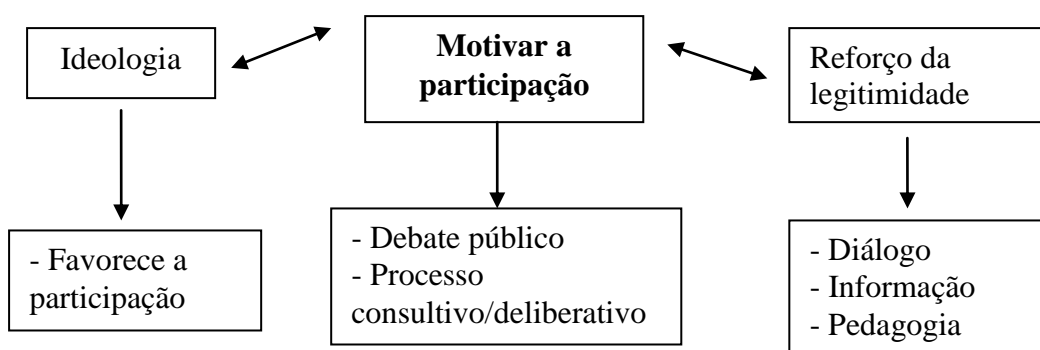 Ideologia
Motivar a
participação
Reforço da
legitimidade
- Favorece a
participação
- Debate público
- Processo
consultivo/deliberativo
- Diálogo
- Informação
- Pedagogia